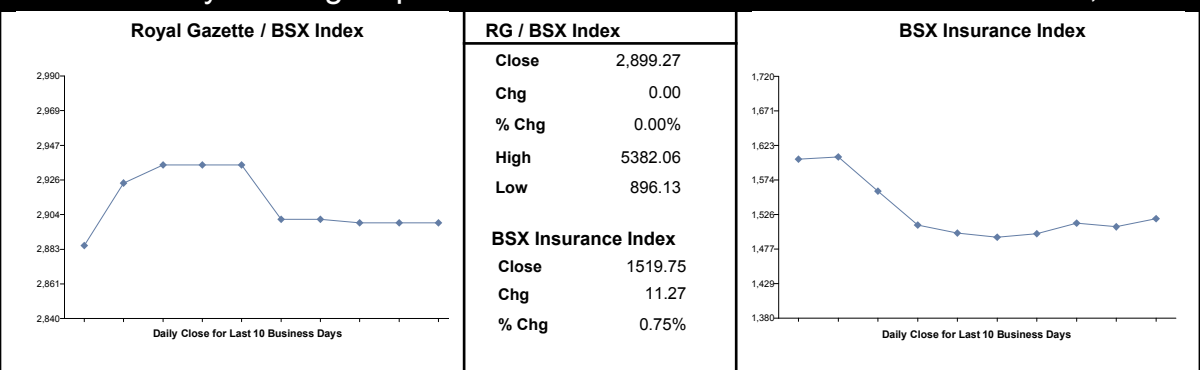 Royal Gazette / BSX Index
2,990
2,969
2,947
2,926
2,904
2,883
2,861
2,840
Daily Close for Last 10 Business Days
RG / BSX Index
Close 2,899.27
Chg 0.00
% Chg 0.00%
High 5382.06
Low 896.13
BSX Insurance Index
Close 1519.75
Chg 11.27
% Chg 0.75%
BSX Insurance Index
1,720
1,671
1,623
1,574
1,526
1,477
1,429
1,380
Daily Close for Last 10 Business Days